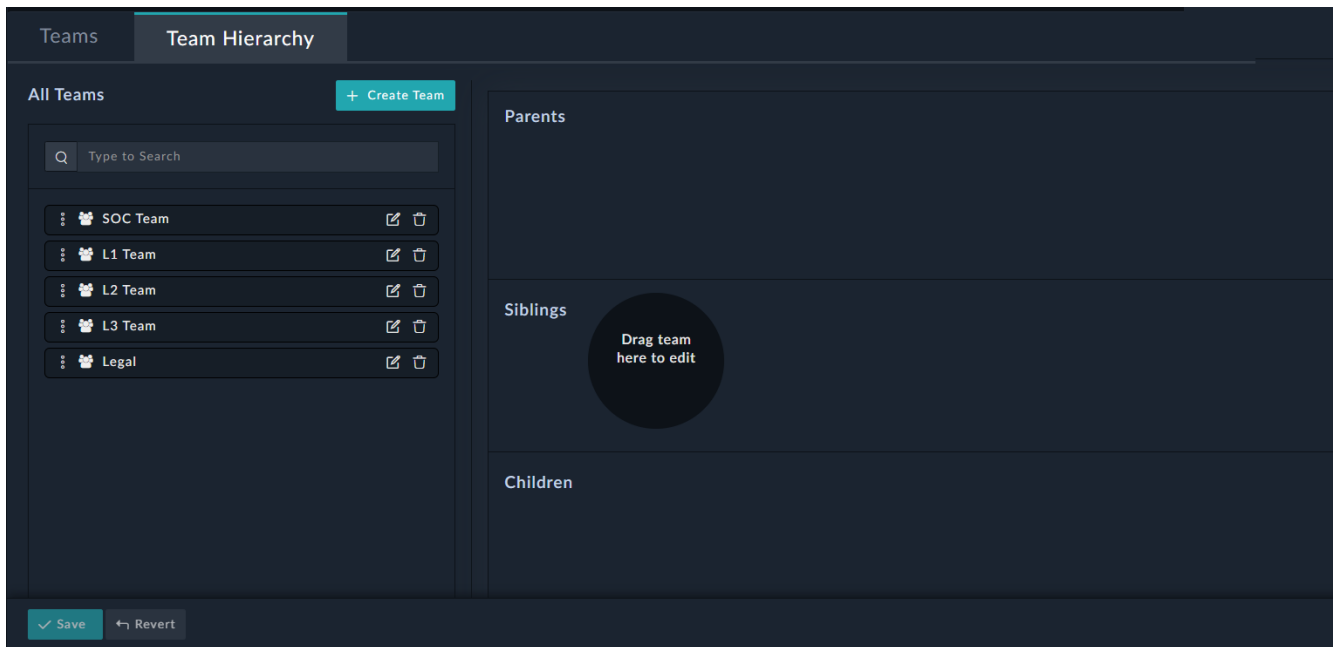 Teams
Team Hierarchy
All Teams
+ Create Team
Type to Search
SOC Team
L1 Team
L2 Team
L3 Team
Legal
Parents
Siblings
Drag team
here to edit
Children
Save
Revert